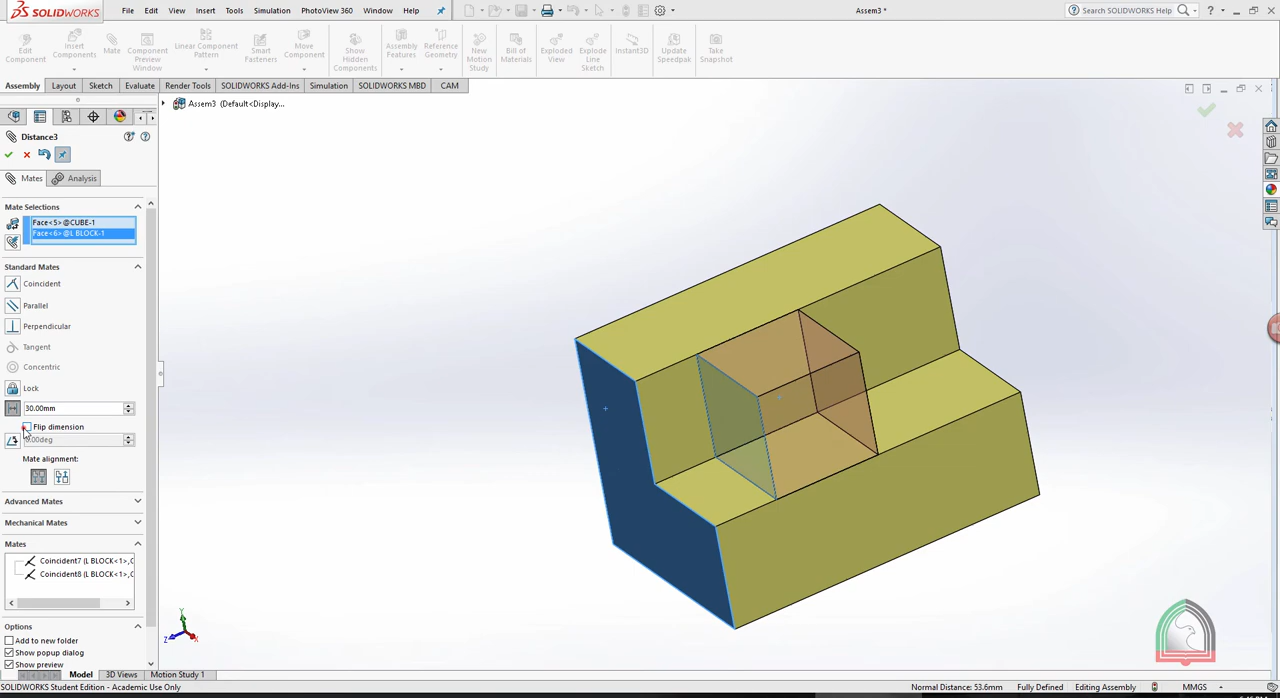 SOLIDWORKS
File Edit View Insert Tools Simulation PhotoView 360 Window Help
Assem3 *
Search SOLIDWORKS Help
?
Edit Component
Insert Components
Mate
Component Preview Window
Linear Component Pattern
Smart Fasteners
Move Component
Show Hidden Components
Assembly Features
Reference Geometry
New Motion Study
Bill of Materials
Exploded View
Explode Line Sketch
Instant3D
Update Speedpak
Take Snapshot
Assembly Layout Sketch Evaluate Render Tools SOLIDWORKS Add-Ins Simulation SOLIDWORKS MBD CAM
Assem3 (Default<Display...
Distance3
Mates Analysis
Mate Selections
Face<5>@CUBE-1
Face<6>@L BLOCK-1
Standard Mates
Coincident
Parallel
Perpendicular
Tangent
Concentric
Lock
30.00mm
Flip dimension
.00deg
Mate alignment:
Advanced Mates
Mechanical Mates
Mates
Coincident7 (L BLOCK<1>,C
Coincident8 (L BLOCK<1>,C
Options
Add to new folder
Show popup dialog
Show preview
Y
Z
X
Model 3D Views Motion Study 1
SOLIDWORKS Student Edition - Academic Use Only
Normal Distance: 53.6mm Fully Defined Editing Assembly MMGS